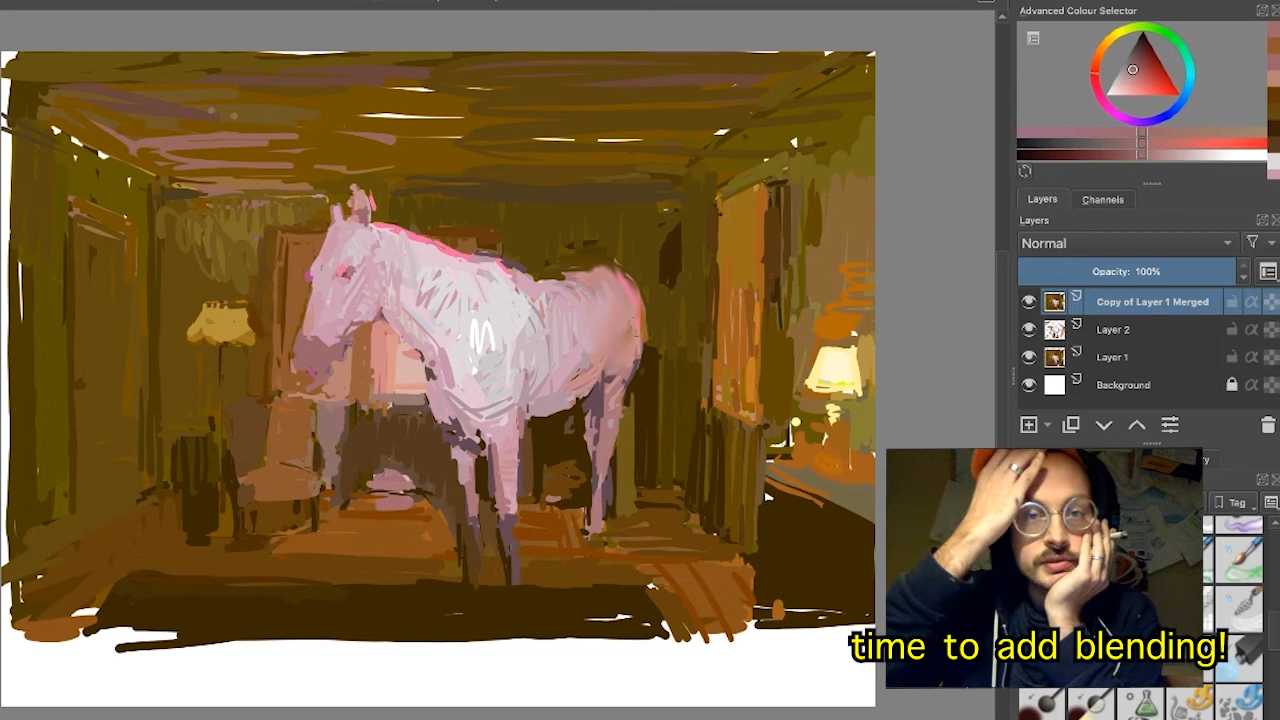 Advanced Colour Selector
Layers Channels
Layers
Normal
Opacity: 100%
Copy of Layer 1 Merged
Layer 2
Layer 1
Background
Tag
time to add blending!